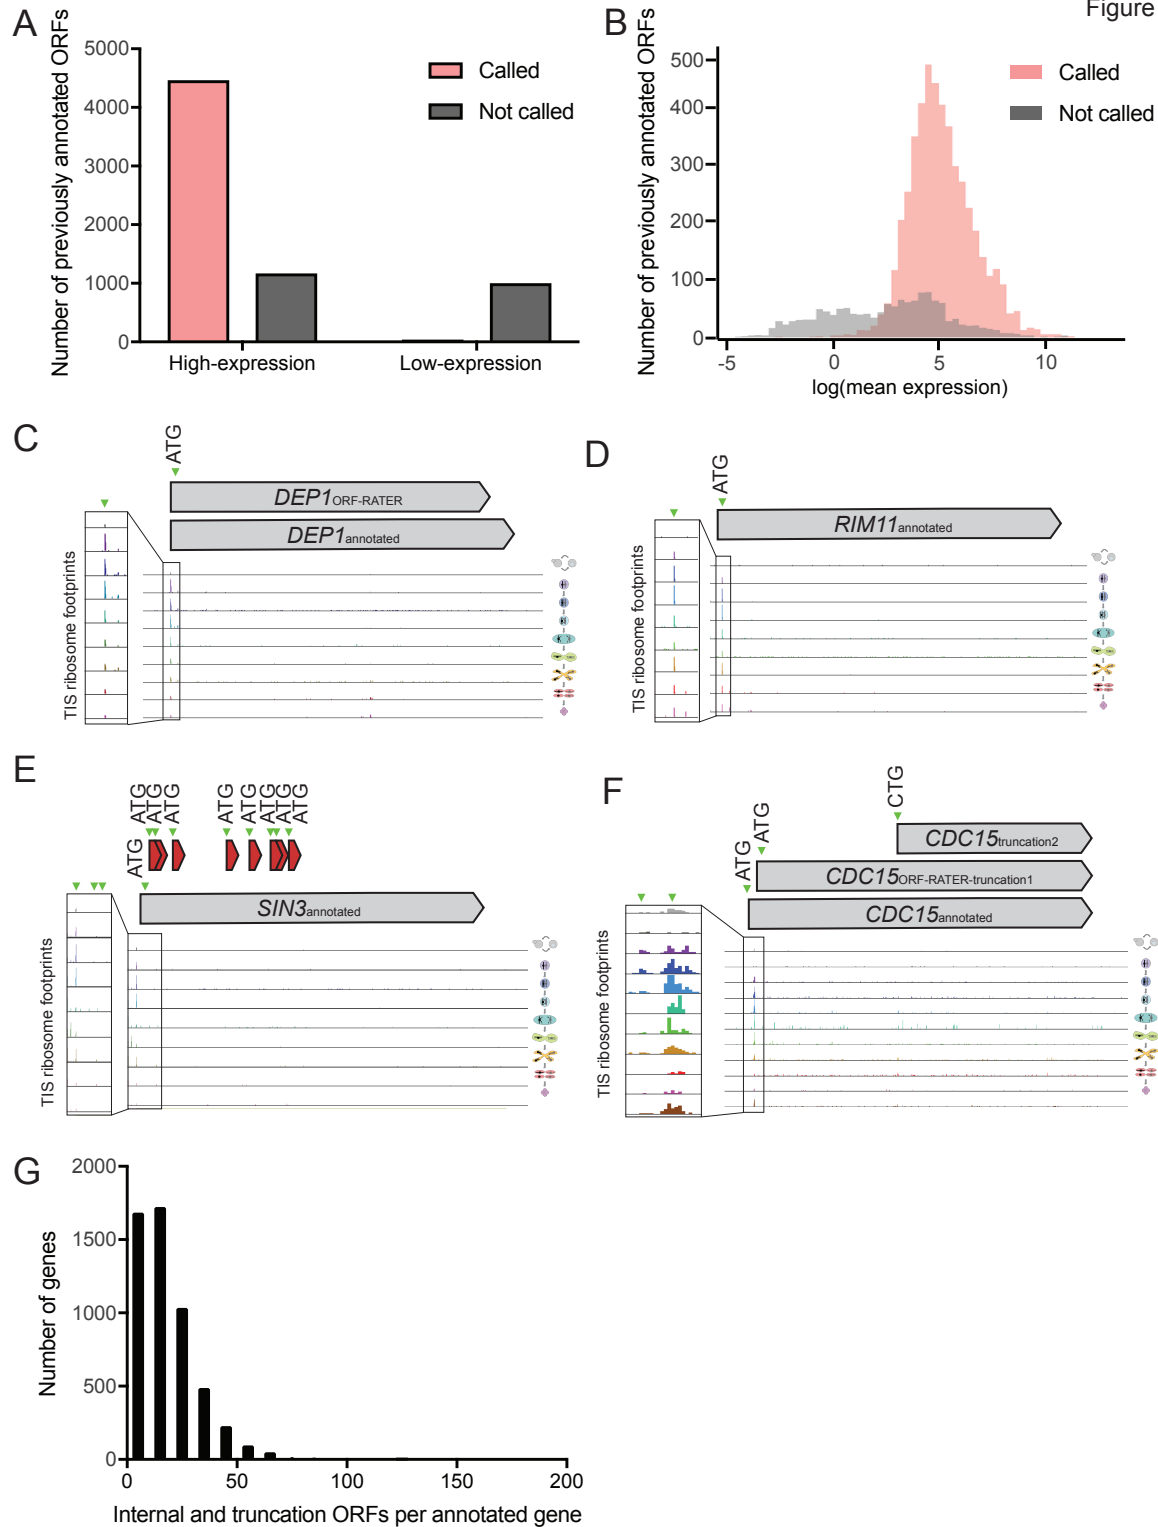 Figure
A
Number of previously annotated ORFs
5000
4000
3000
2000
1000
0
Called
Not called
High-expression
Low-expression
B
Number of previously annotated ORFs
500
400
300
200
100
0
Called
Not called
-5
0
5
10
log(mean expression)
C
ATG
DEP1ORF-RATER
DEP1annotated
TIS ribosome footprints
D
ATG
RIM11annotated
TIS ribosome footprints
E
ATG
ATG
ATG
ATG
ATG
ATG
ATG
ATG
ATG
SIN3annotated
TIS ribosome footprints
F
CTG
ATG
ATG
CDC15truncation2
CDC15ORF-RATER-truncation1
CDC15annotated
TIS ribosome footprints
G
Number of genes
2000
1500
1000
500
0
0
50
100
150
200
Internal and truncation ORFs per annotated gene